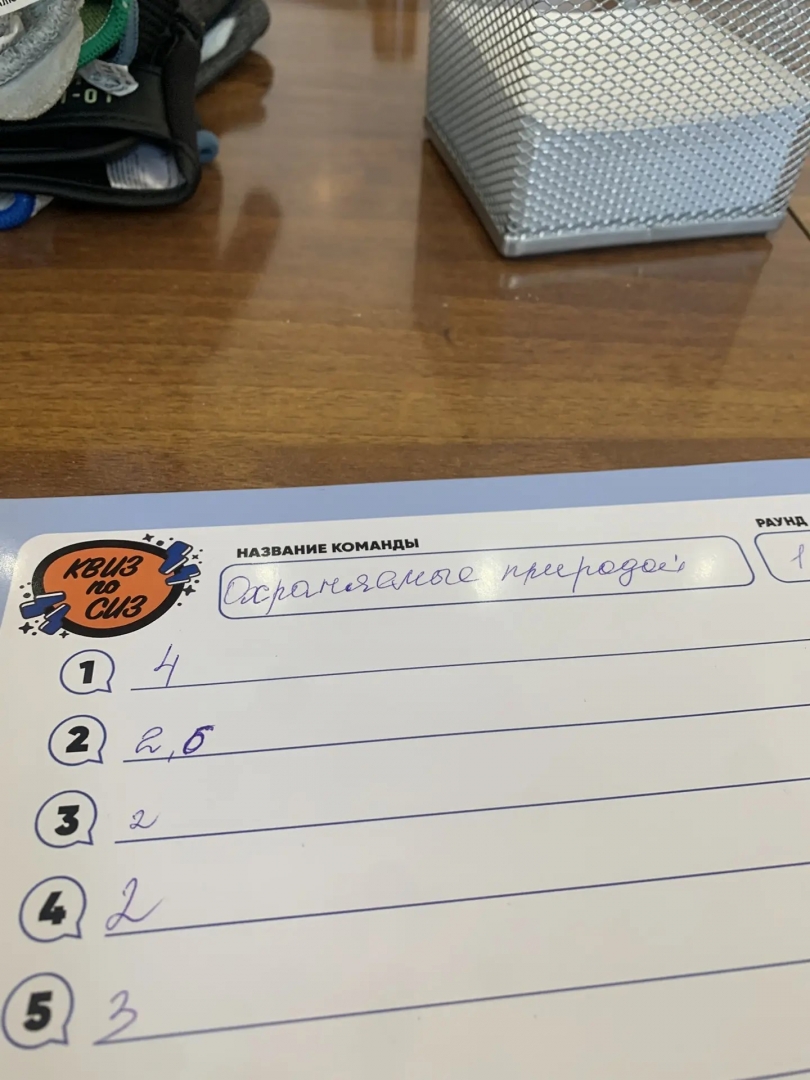 КВИЗ
по
СИЗ
НАЗВАНИЕ КОМАНДЫ
Охраняемые природой
РАУНД
1
1 4
2 2,5
3 2
4 2
5 3